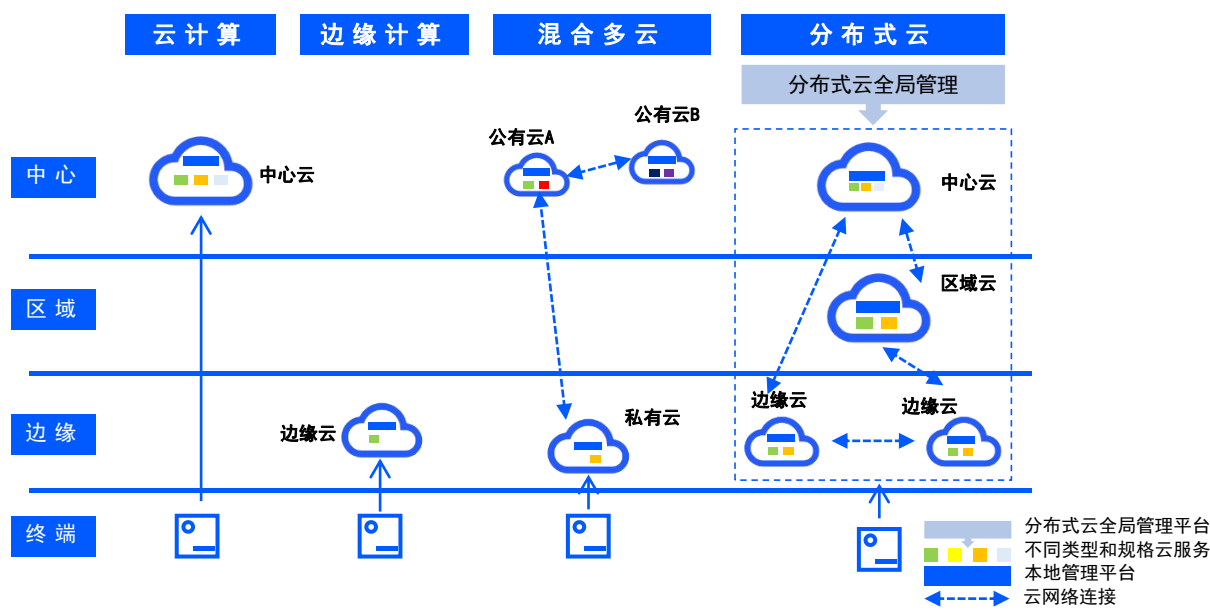 云计算
边缘计算
混合多云
分布式云
分布式云全局管理
公有云B
公有云A
中心
中心云
中心云
区域
区域云
边缘
边缘云
私有云
边缘云
边缘云
终端
分布式云全局管理平台
不同类型和规格云服务
本地管理平台
云网络连接